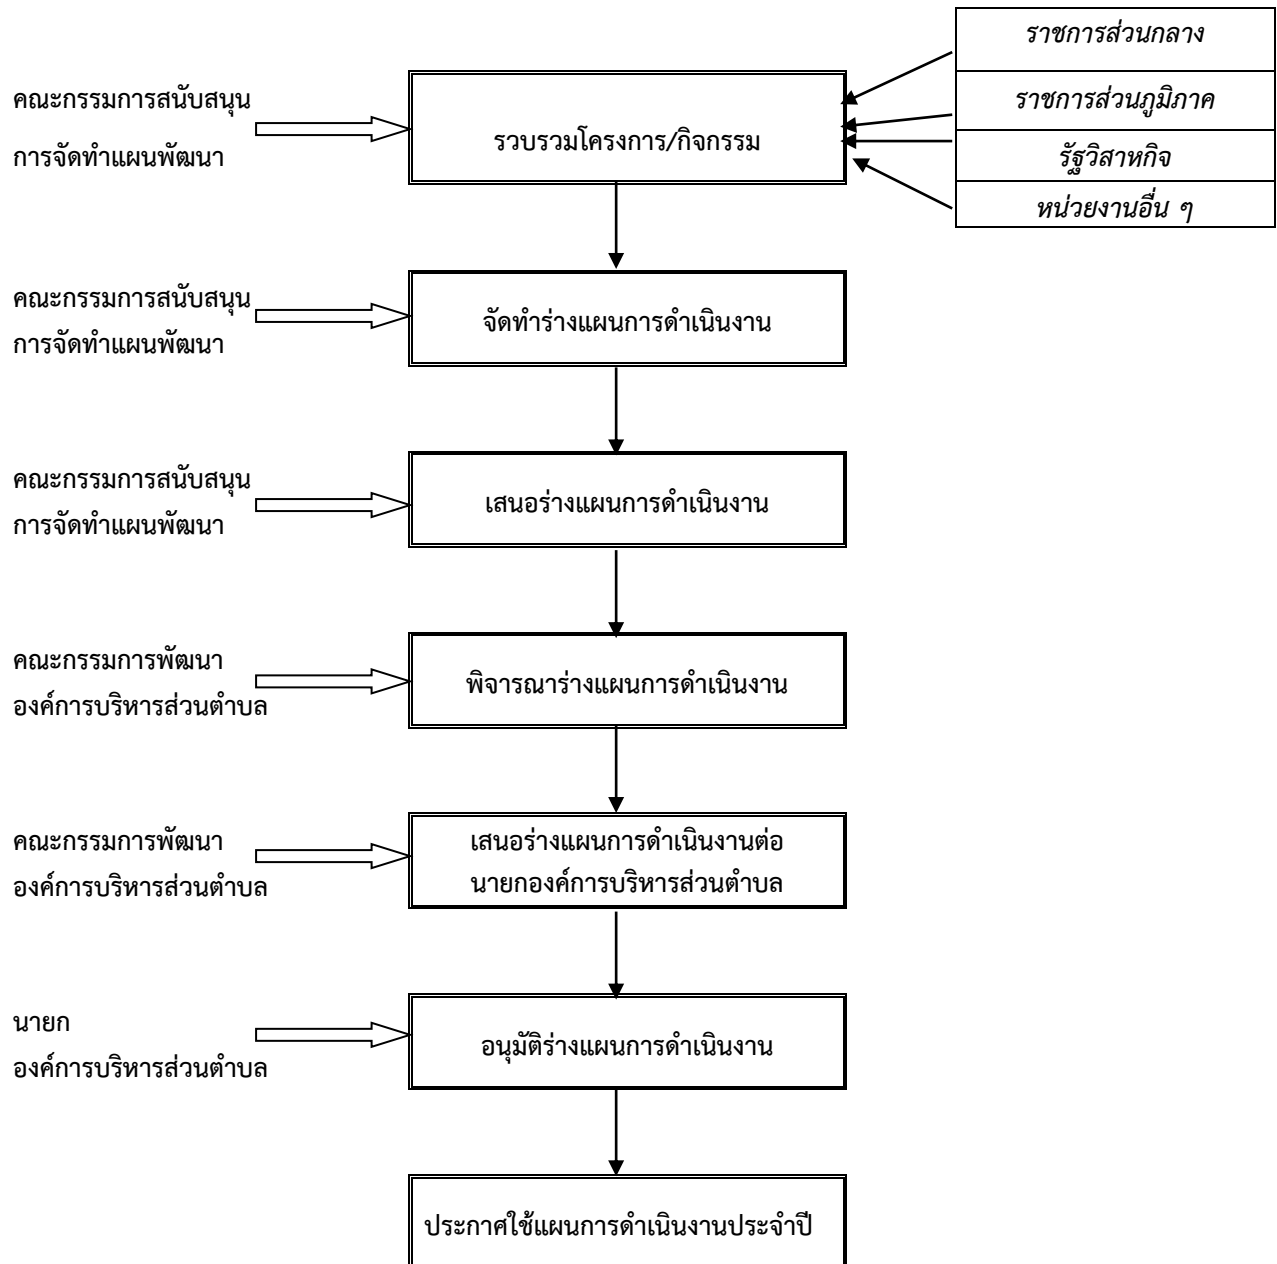 ราชการส่วนกลาง
คณะกรรมการสนับสนุน
การจัดทำแผนพัฒนา
รวบรวมโครงการ/กิจกรรม
ราชการส่วนภูมิภาค
รัฐวิสาหกิจ
หน่วยงานอื่น ๆ
คณะกรรมการสนับสนุน
การจัดทำแผนพัฒนา
จัดทำร่างแผนการดำเนินงาน
คณะกรรมการสนับสนุน
การจัดทำแผนพัฒนา
เสนอร่างแผนการดำเนินงาน
คณะกรรมการพัฒนา
องค์การบริหารส่วนตำบล
พิจารณาร่างแผนการดำเนินงาน
คณะกรรมการพัฒนา
องค์การบริหารส่วนตำบล
เสนอร่างแผนการดำเนินงานต่อ
นายกองค์การบริหารส่วนตำบล
นายก
องค์การบริหารส่วนตำบล
อนุมัติร่างแผนการดำเนินงาน
ประกาศใช้แผนการดำเนินงานประจำปี